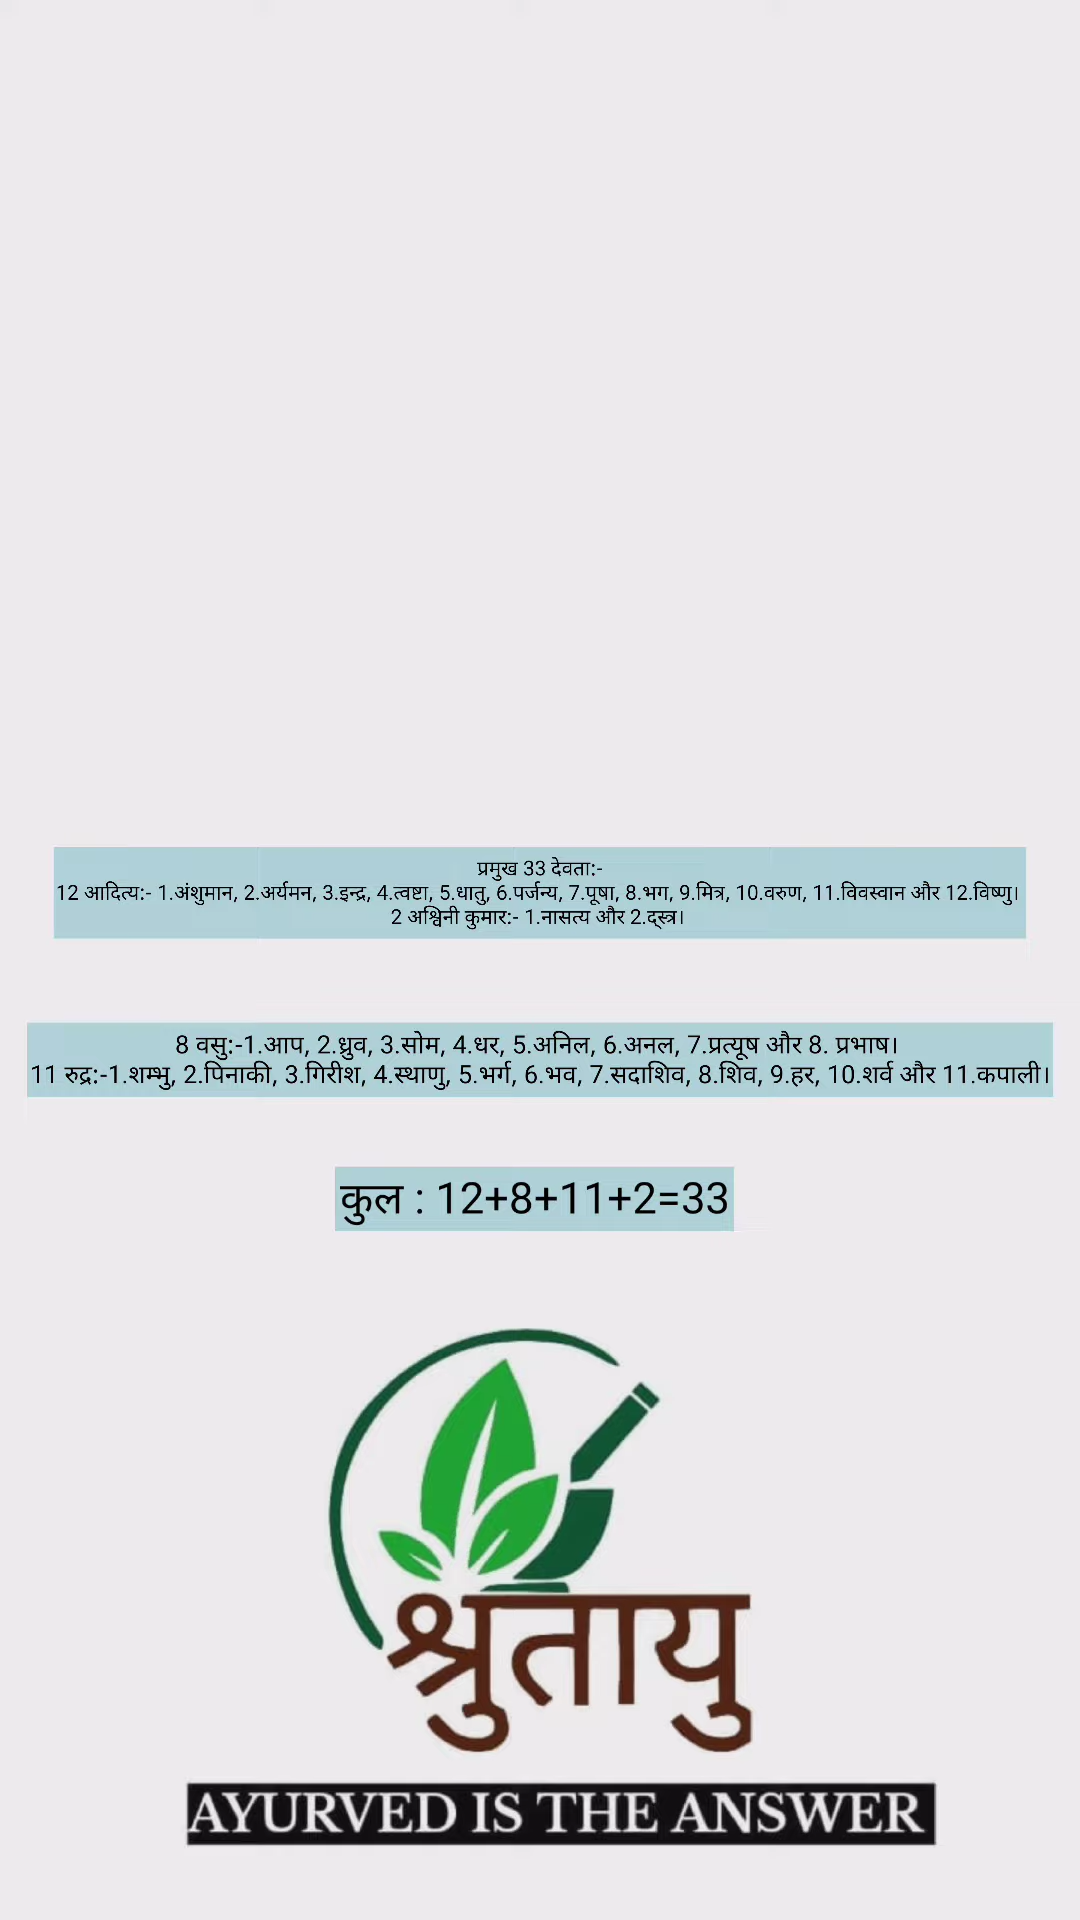 प्रमुख 33 देवता:-
12 आदित्य:- 1.अंशुमान, 2.अर्यमन, 3.इन्द्र, 4.त्वष्टा, 5.धातु, 6.पर्जन्य, 7.पूषा, 8.भग, 9.मित्र, 10.वरुण, 11.विवस्वान और 12.विष्णु।
2 अश्विनी कुमार:- 1.नासत्य और 2.द्स्त्र।
8 वसु:-1.आप, 2.ध्रुव, 3.सोम, 4.धर, 5.अनिल, 6.अनल, 7.प्रत्यूष और 8. प्रभाष।
11 रुद्र:-1.शम्भु, 2.पिनाकी, 3.गिरीश, 4.स्थाणु, 5.भर्ग, 6.भव, 7.सदाशिव, 8.शिव, 9.हर, 10.शर्व और 11.कपाली।
कुल : 12+8+11+2=33
श्रुतायु
AYURVED IS THE ANSWER